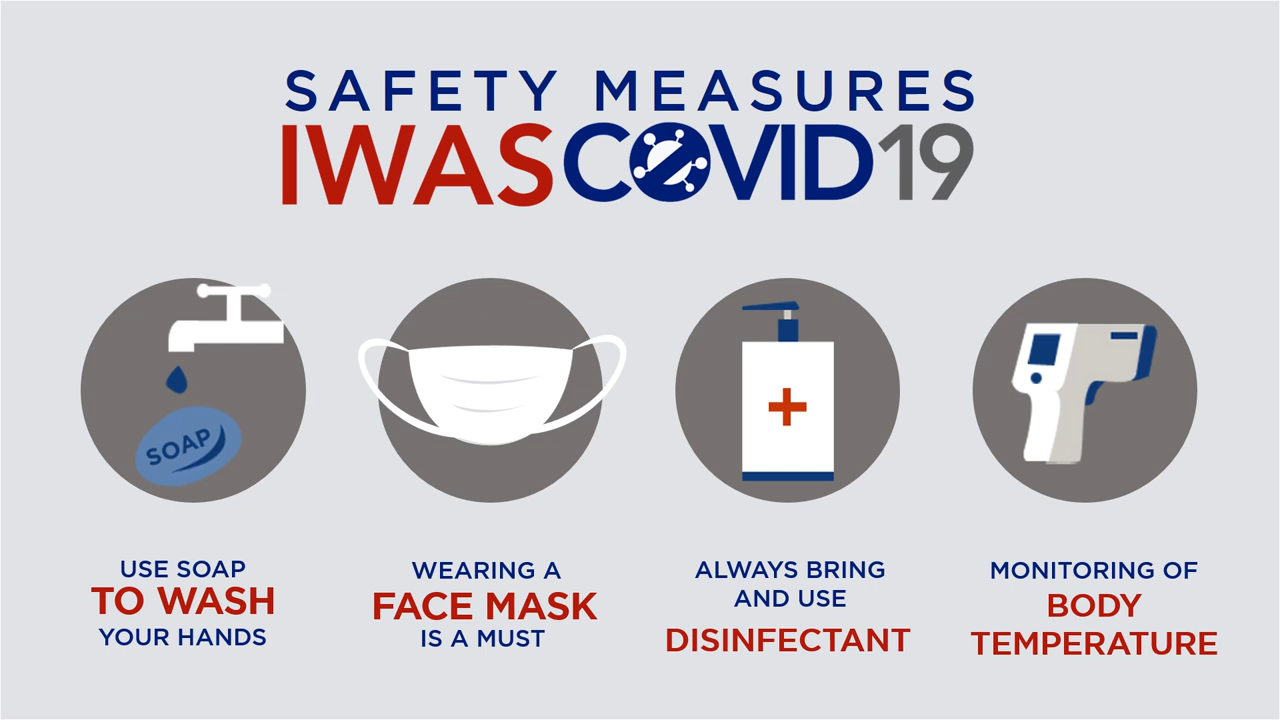 SAFETY MEASURES
IWASCOVID19
SOAP
USE SOAP
TO WASH
YOUR HANDS
WEARING A
FACE MASK
IS A MUST
ALWAYS BRING
AND USE
DISINFECTANT
MONITORING OF
BODY
TEMPERATURE